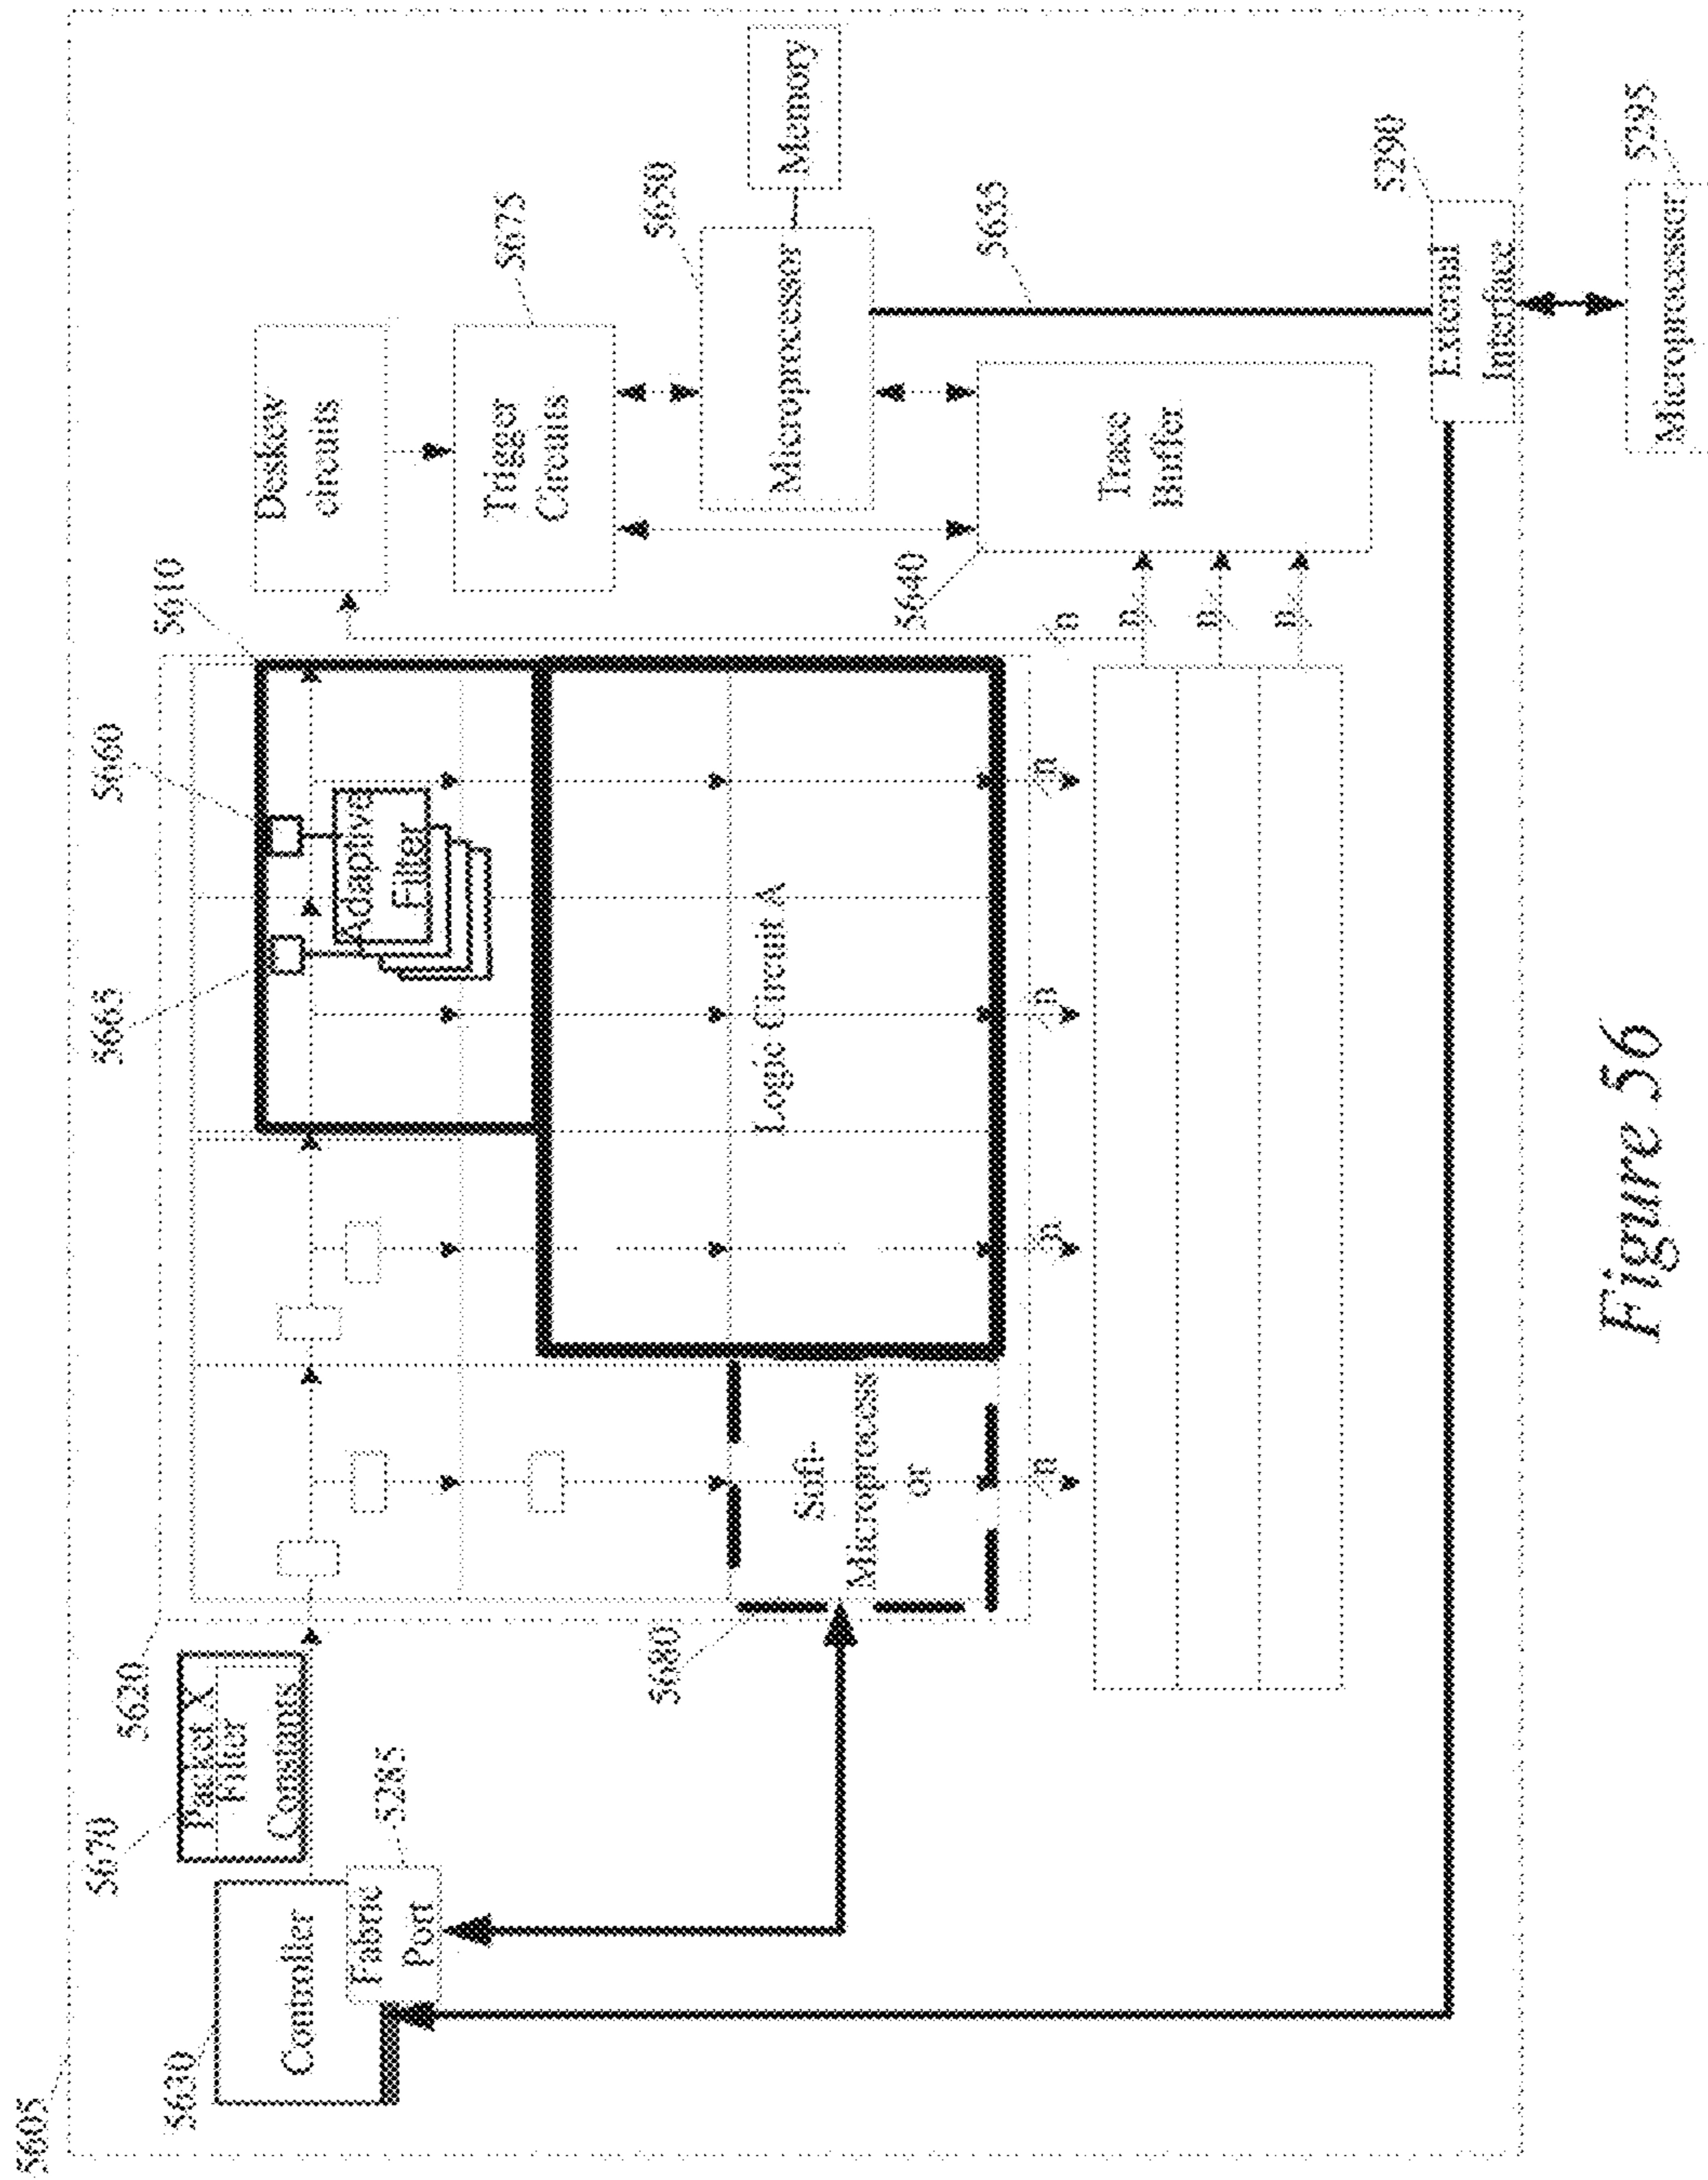 5605
5630
Controller
Fabric
Port
5285
5670
Packet X
Filter
Constants
5620
5680
Soft-
Microprocess
or
5665
5660
Adaptive
Filter
5610
Logic Circuit A
n
n
n
n
n
n
n
n
Deskew
circuits
Trigger
Circuits
5675
Microprocessor
5650
Memory
5640
Trace
Buffer
5655
External
Interface
5290
Microprocessor
5295
Figure 56